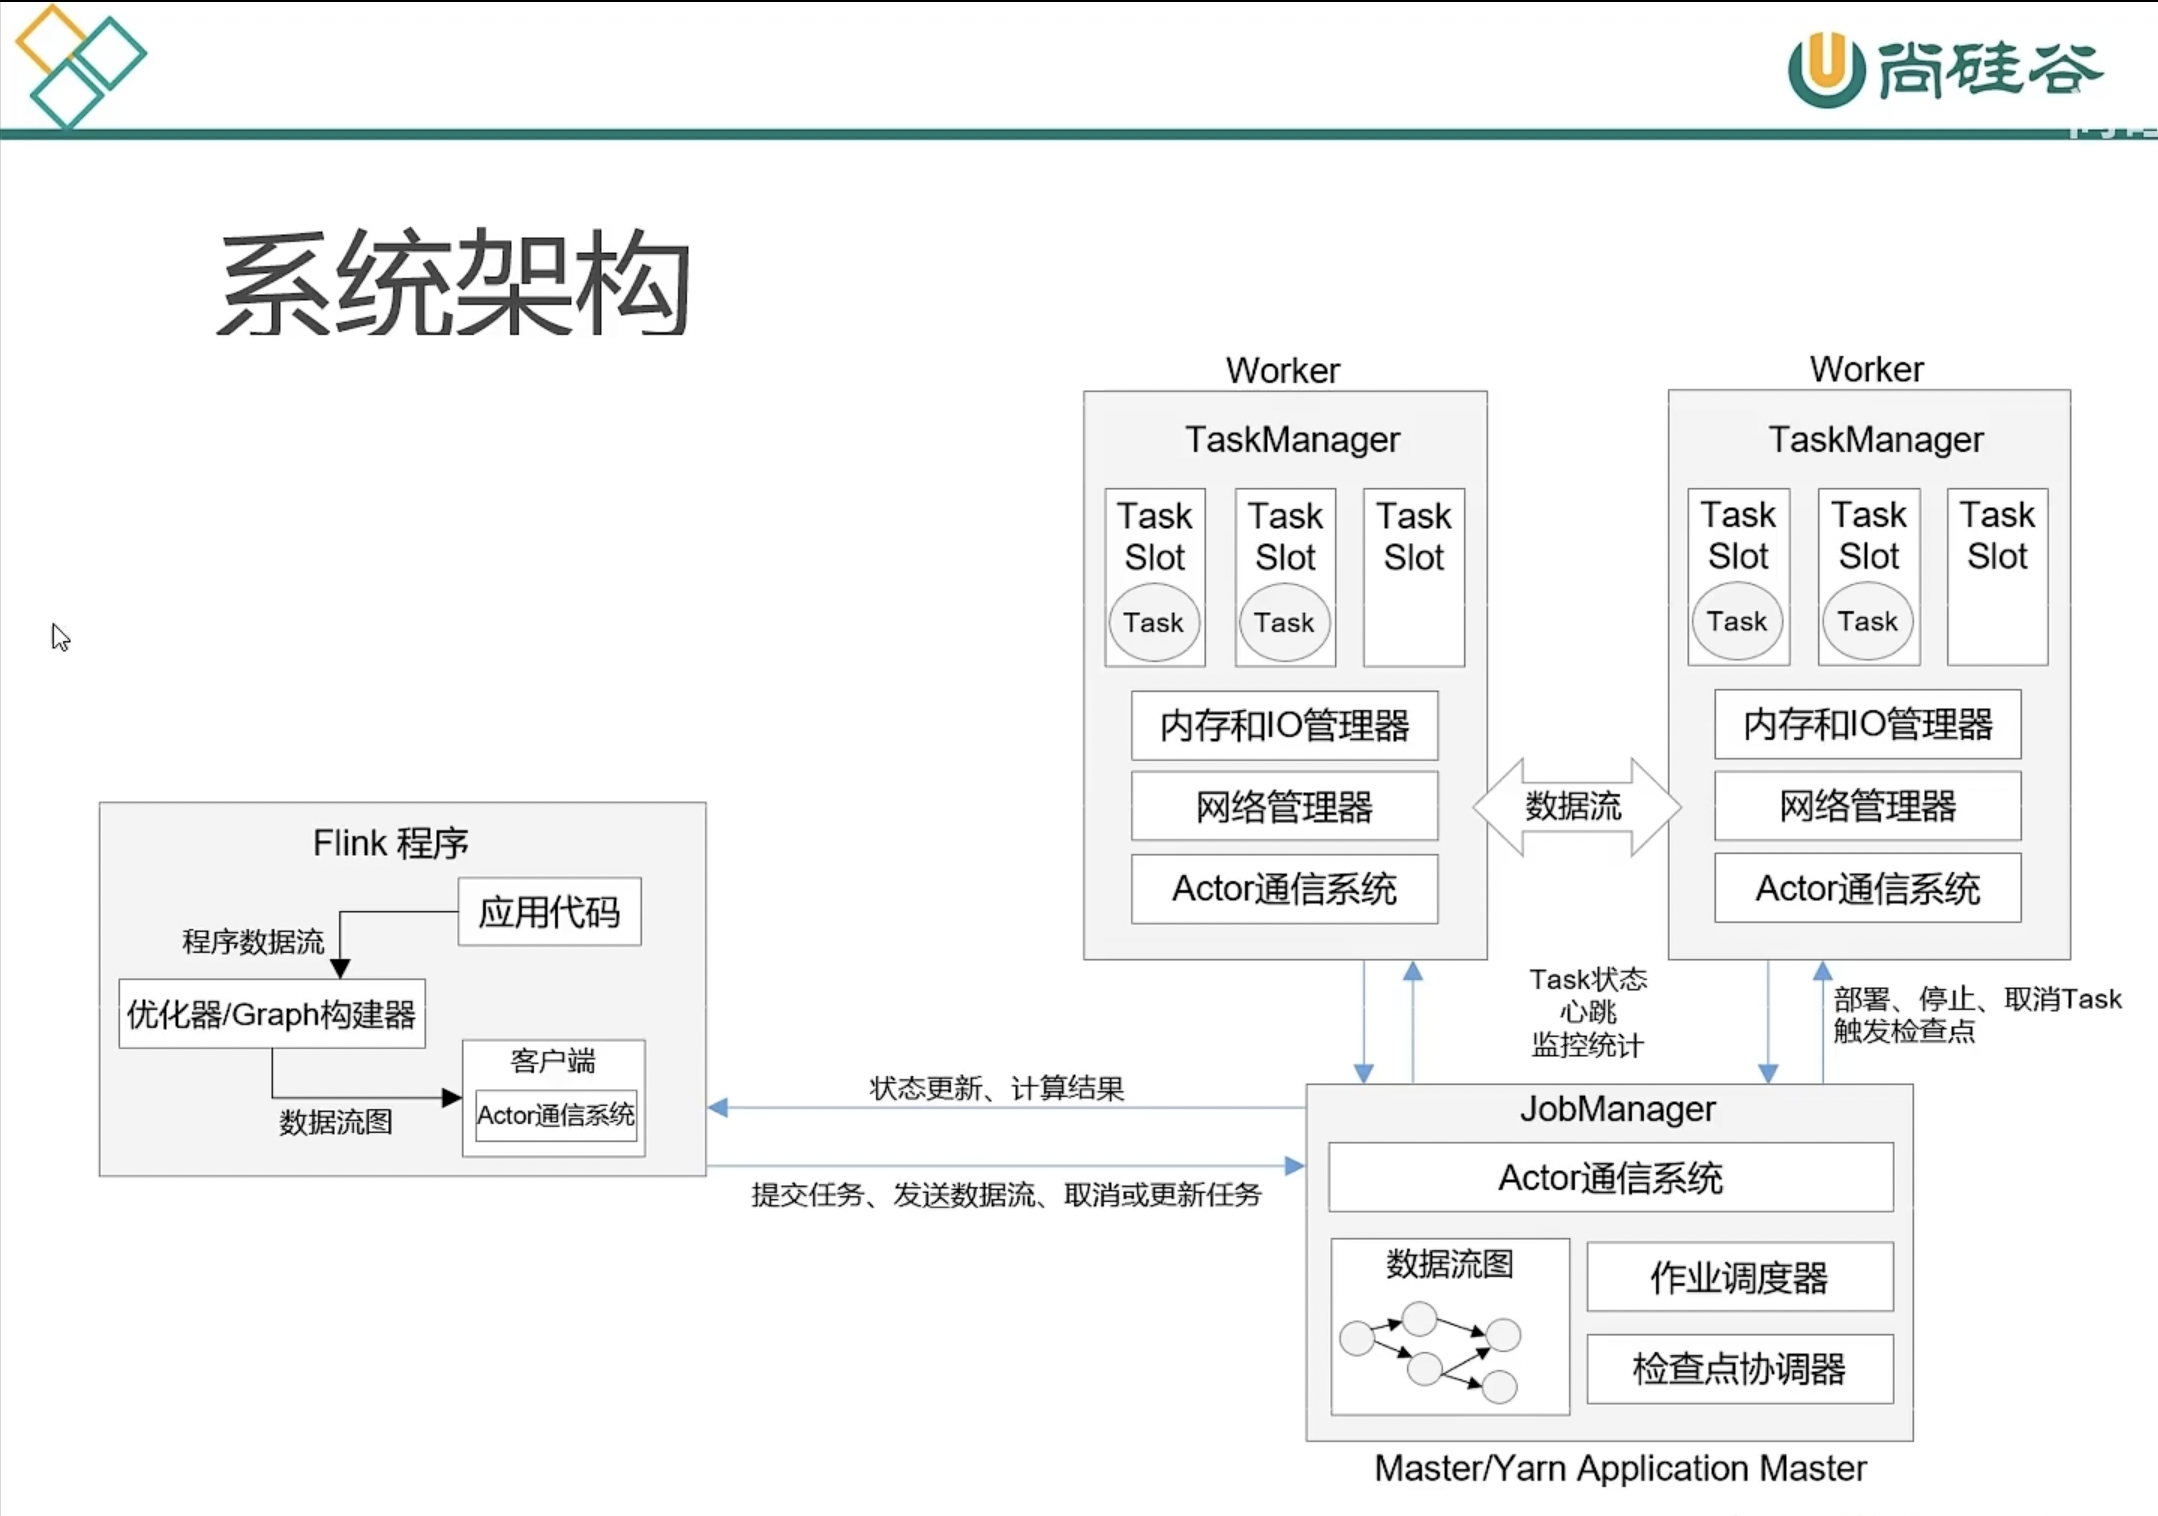 尚硅谷
系统架构
Worker
TaskManager
Task
Slot
Task
Task
Slot
Task
Task
Slot
内存和IO管理器
网络管理器
Actor通信系统
数据流
Worker
TaskManager
Task
Slot
Task
Task
Slot
Task
Task
Slot
内存和IO管理器
网络管理器
Actor通信系统
Flink 程序
应用代码
程序数据流
优化器/Graph构建器
客户端
Actor通信系统
数据流图
状态更新、计算结果
提交任务、发送数据流、取消或更新任务
Task状态
心跳
监控统计
部署、停止、取消Task
触发检查点
JobManager
Actor通信系统
数据流图
作业调度器
检查点协调器
Master/Yarn Application Master